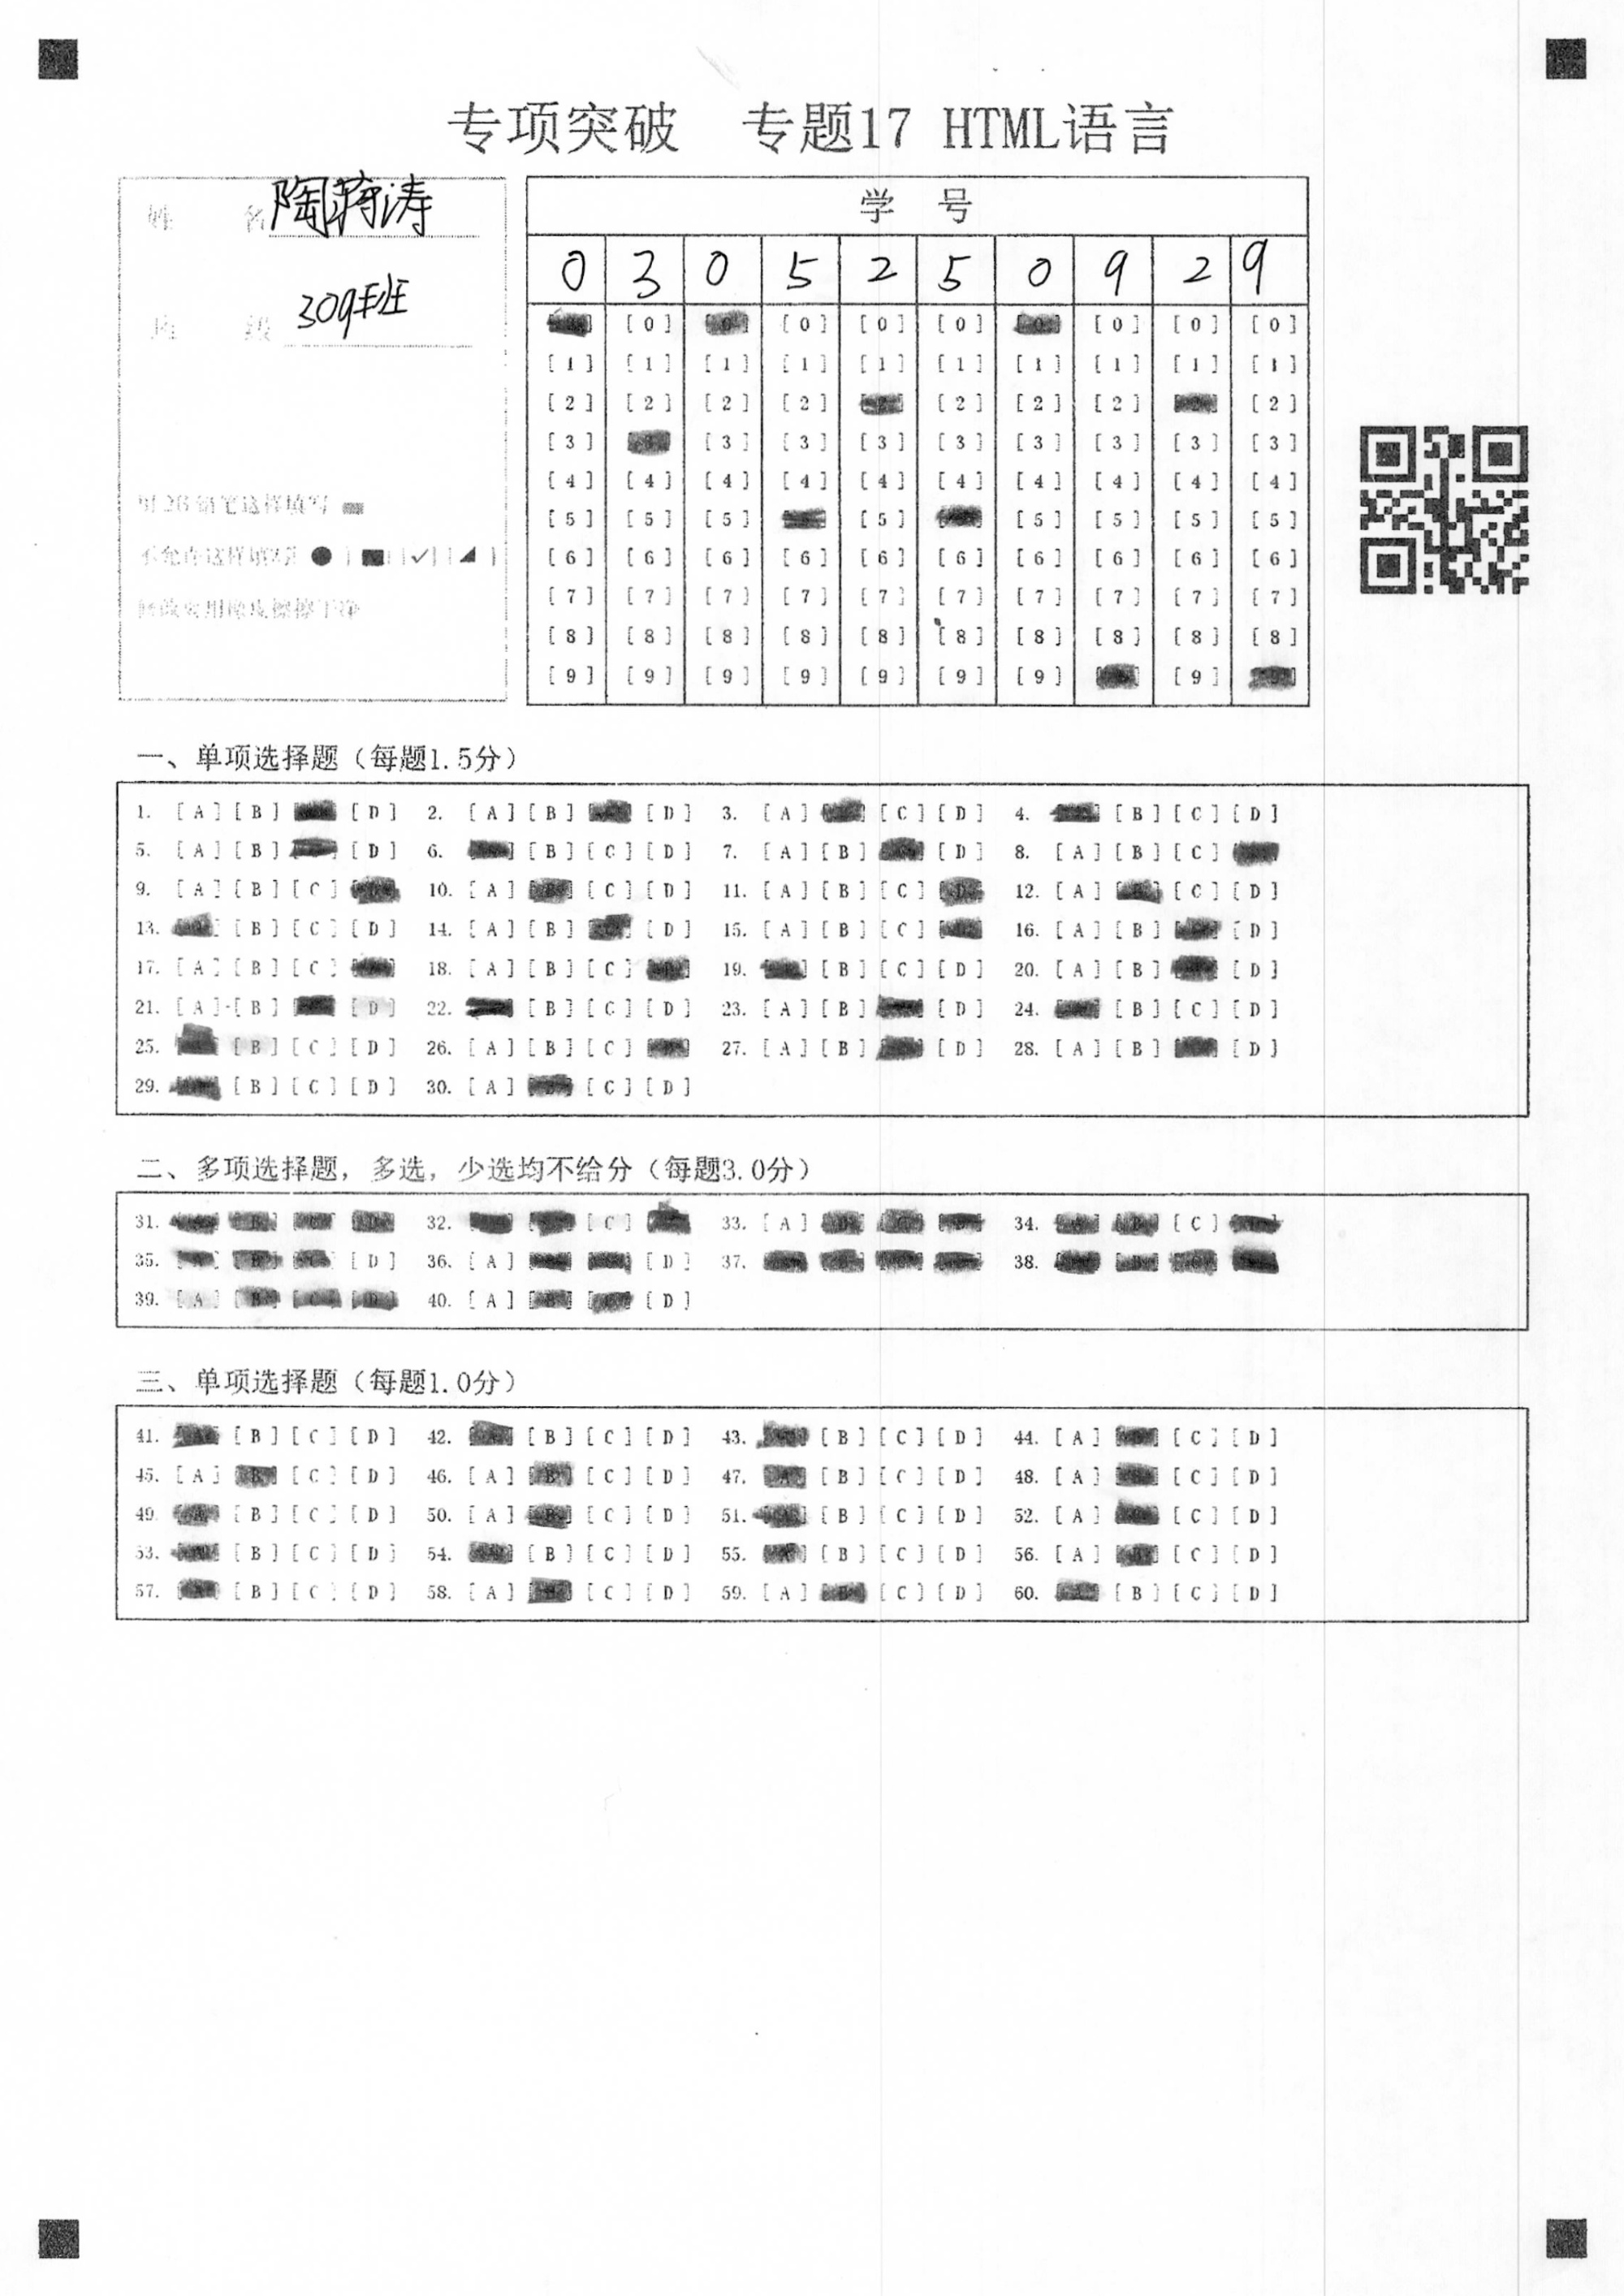 专项突破 专题17 HTML语言
姓 名 陶蒋涛
班 级 309班
用2B铅笔这样填写
不允许这样填写
修改要用橡皮擦擦干净
学 号
0 3 0 5 2 5 0 9 2 9
[0] [0] [0] [0] [0] [0] [0]
[1] [1] [1] [1] [1] [1] [1] [1] [1] [1]
[2] [2] [2] [2] [2] [2] [2] [2]
[3] [3] [3] [3] [3] [3] [3] [3] [3]
[4] [4] [4] [4] [4] [4] [4] [4] [4] [4]
[5] [5] [5] [5] [5] [5] [5] [5]
[6] [6] [6] [6] [6] [6] [6] [6] [6] [6]
[7] [7] [7] [7] [7] [7] [7] [7] [7] [7]
[8] [8] [8] [8] [8] [8] [8] [8] [8] [8]
[9] [9] [9] [9] [9] [9] [9] [9]
一、单项选择题（每题1.5分）
1. [A] [B] [D] 2. [A] [B] [D] 3. [A] [C] [D] 4. [B] [C] [D]
5. [A] [B] [D] 6. [B] [C] [D] 7. [A] [B] [D] 8. [A] [B] [C]
9. [A] [B] [C] 10. [A] [C] [D] 11. [A] [B] [C] 12. [A] [C] [D]
13. [B] [C] [D] 14. [A] [B] [D] 15. [A] [B] [C] 16. [A] [B] [D]
17. [A] [B] [C] 18. [A] [B] [C] 19. [B] [C] [D] 20. [A] [B] [D]
21. [A] [B] [D] 22. [B] [C] [D] 23. [A] [B] [D] 24. [B] [C] [D]
25. [B] [C] [D] 26. [A] [B] [C] 27. [A] [B] [D] 28. [A] [B] [D]
29. [B] [C] [D] 30. [A] [C] [D]
二、多项选择题，多选，少选均不给分（每题3.0分）
31. 32. [C] 33. [A] 34. [C]
35. [D] 36. [A] [D] 37. 38.
39. [A] 40. [A] [D]
三、单项选择题（每题1.0分）
41. [B] [C] [D] 42. [B] [C] [D] 43. [B] [C] [D] 44. [A] [C] [D]
45. [A] [C] [D] 46. [A] [C] [D] 47. [B] [C] [D] 48. [A] [C] [D]
49. [B] [C] [D] 50. [A] [C] [D] 51. [B] [C] [D] 52. [A] [C] [D]
53. [B] [C] [D] 54. [B] [C] [D] 55. [B] [C] [D] 56. [A] [C] [D]
57. [B] [C] [D] 58. [A] [C] [D] 59. [A] [C] [D] 60. [B] [C] [D]